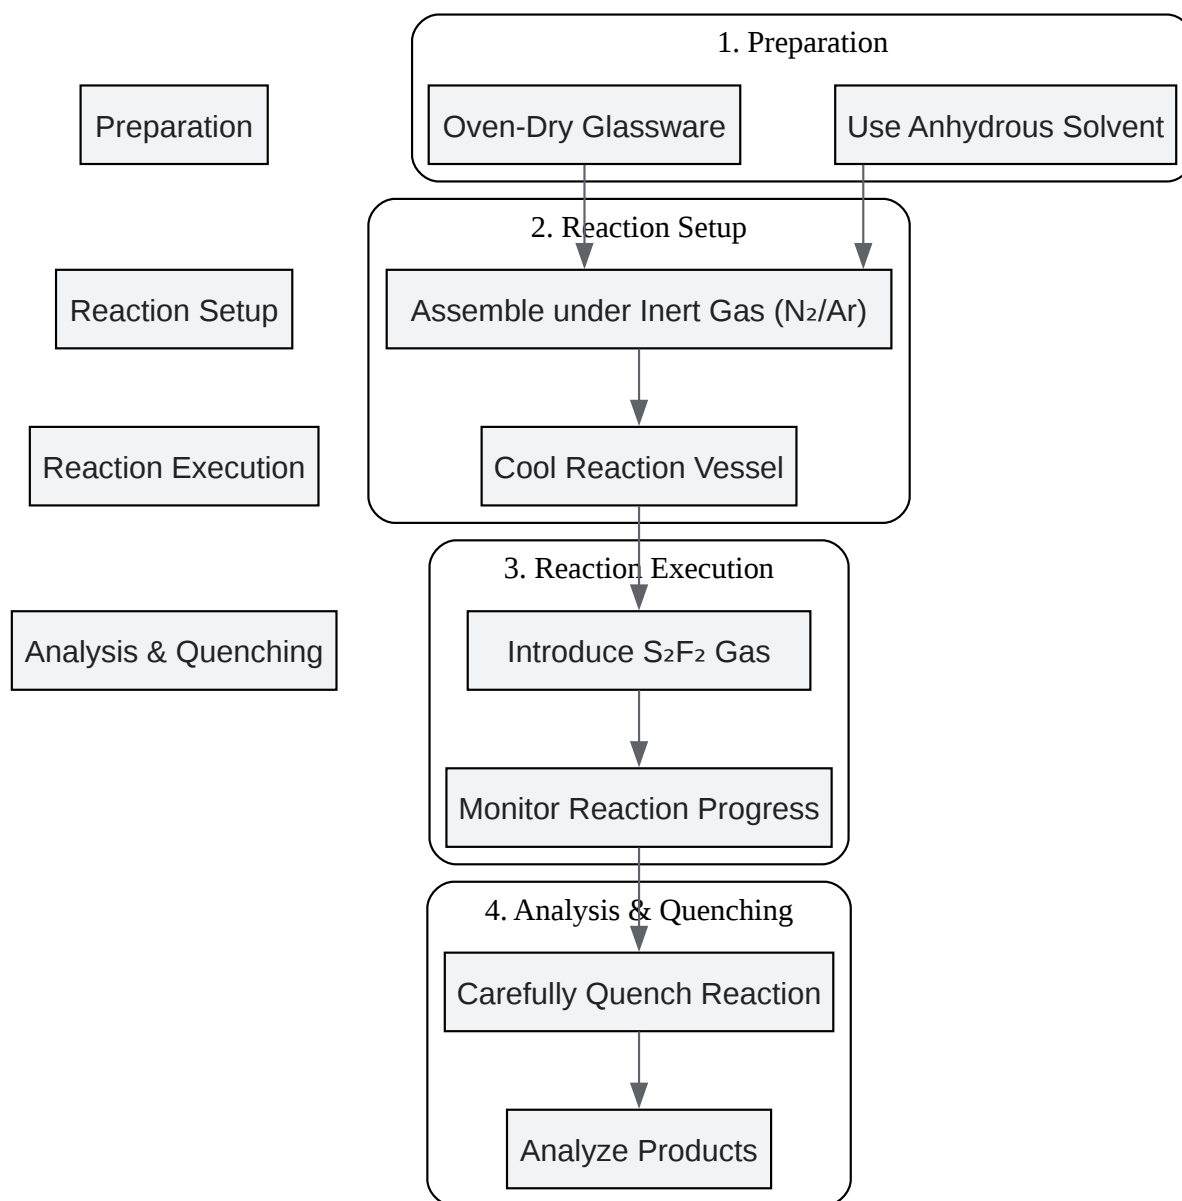 1. Preparation
Preparation
Oven-Dry Glassware
Use Anhydrous Solvent
2. Reaction Setup
Reaction Setup
Assemble under Inert Gas (N₂/Ar)
Reaction Execution
Cool Reaction Vessel
3. Reaction Execution
Analysis & Quenching
Introduce S₂F₂ Gas
Monitor Reaction Progress
4. Analysis & Quenching
Carefully Quench Reaction
Analyze Products